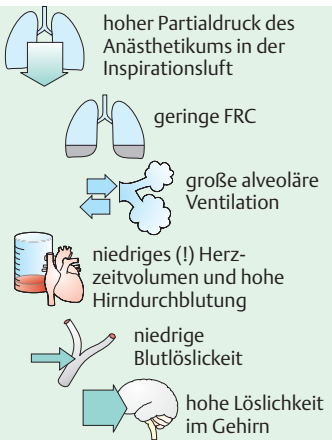 hoher Partialdruck des
Anästhetikums in der
Inspirationsluft
geringe FRC
große alveoläre
Ventilation
niedriges (!) Herz-
zeitvolumen und hohe
Hirndurchblutung
niedrige
Blutlöslickeit
hohe Löslichkeit
im Gehirn